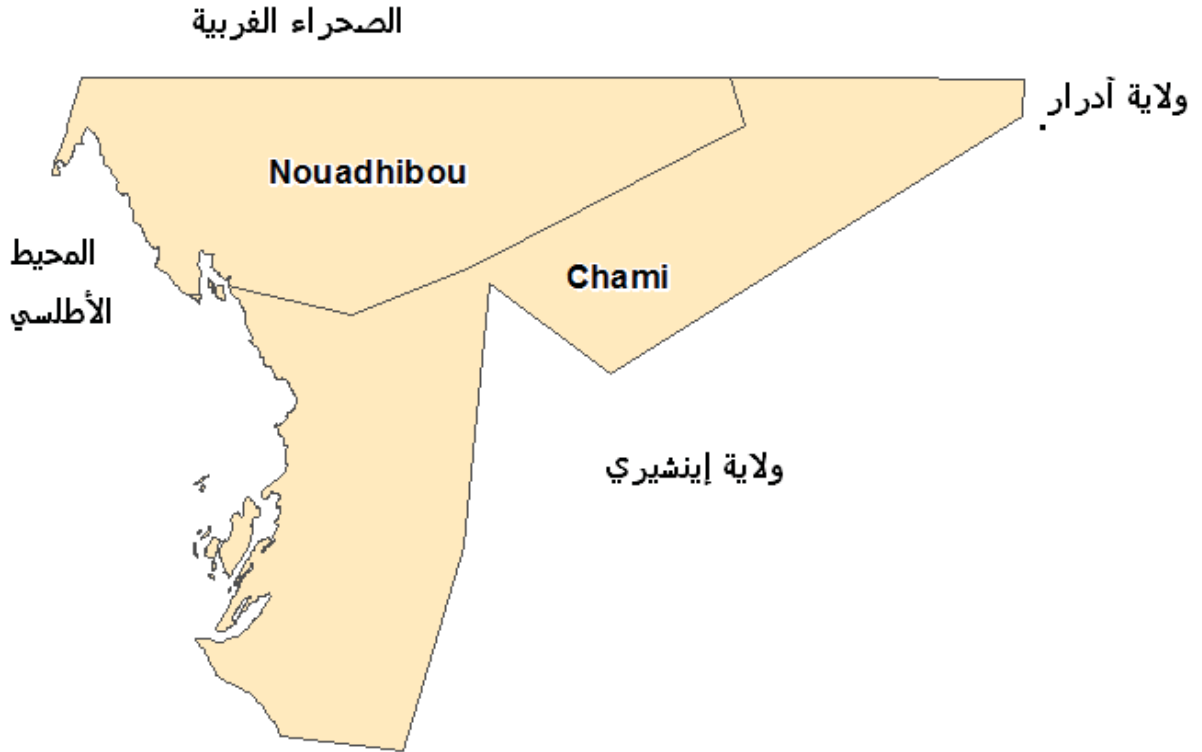 الصحراء الغربية
ولاية آدرار
Nouadhibou
المحيط
الأطلسي
Chami
ولاية إينشيري